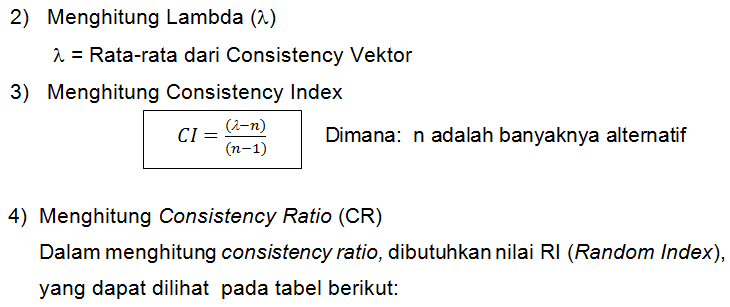 2) Menghitung Lambda (λ)
λ = Rata-rata dari Consistency Vektor
3) Menghitung Consistency Index
CI = (λ−n)/(n−1) Dimana: n adalah banyaknya alternatif
4) Menghitung Consistency Ratio (CR)
Dalam menghitung consistency ratio, dibutuhkan nilai RI (Random Index),
yang dapat dilihat pada tabel berikut: